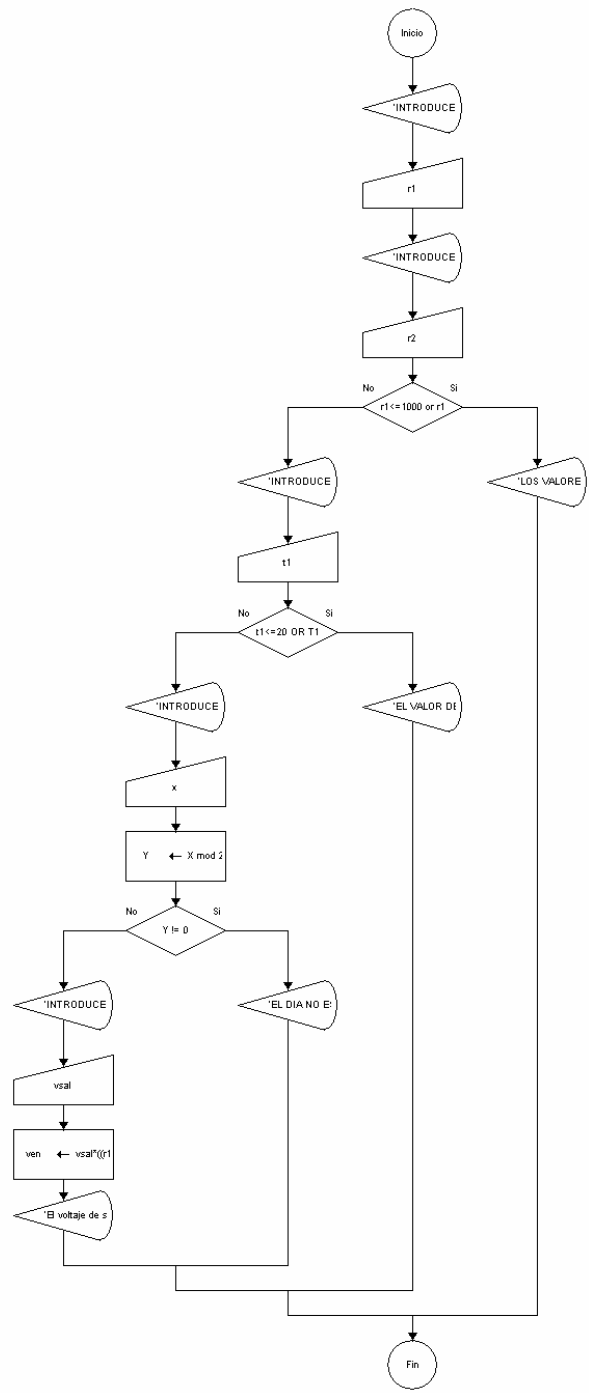 Inicio
'INTRODUCE
r1
'INTRODUCE
r2
No
Si
r1<=1000 or r1
'INTRODUCE
'LOS VALORE
t1
No
Si
t1<=20 OR T1
'INTRODUCE
'EL VALOR DE
x
Y ← X mod 2
No
Si
Y != 0
'INTRODUCE
'EL DIA NO E
vsal
ven ← vsal*((r1
'El voltaje de s
Fin